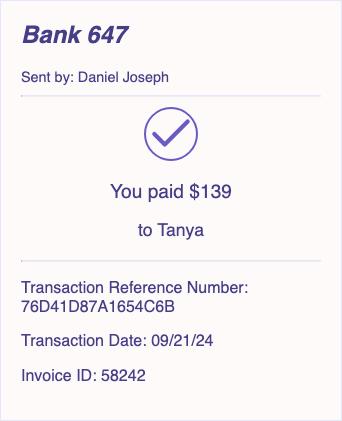 Bank 647
Sent by: Daniel Joseph
You paid $139
to Tanya
Transaction Reference Number:
76D41D87A1654C6B
Transaction Date: 09/21/24
Invoice ID: 58242